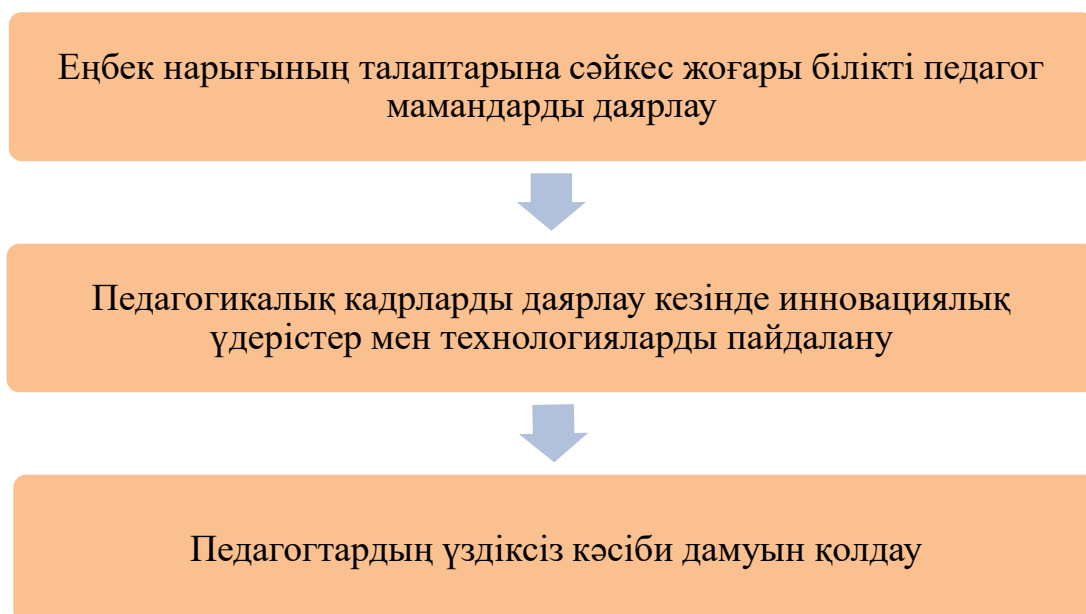 Еңбек нарығының талаптарына сәйкес жоғары білікті педагог
мамандарды даярлау
Педагогикалық кадрларды даярлау кезінде инновациялық
үдерістер мен технологияларды пайдалану
Педагогтардың үздіксіз кәсіби дамуын қолдау